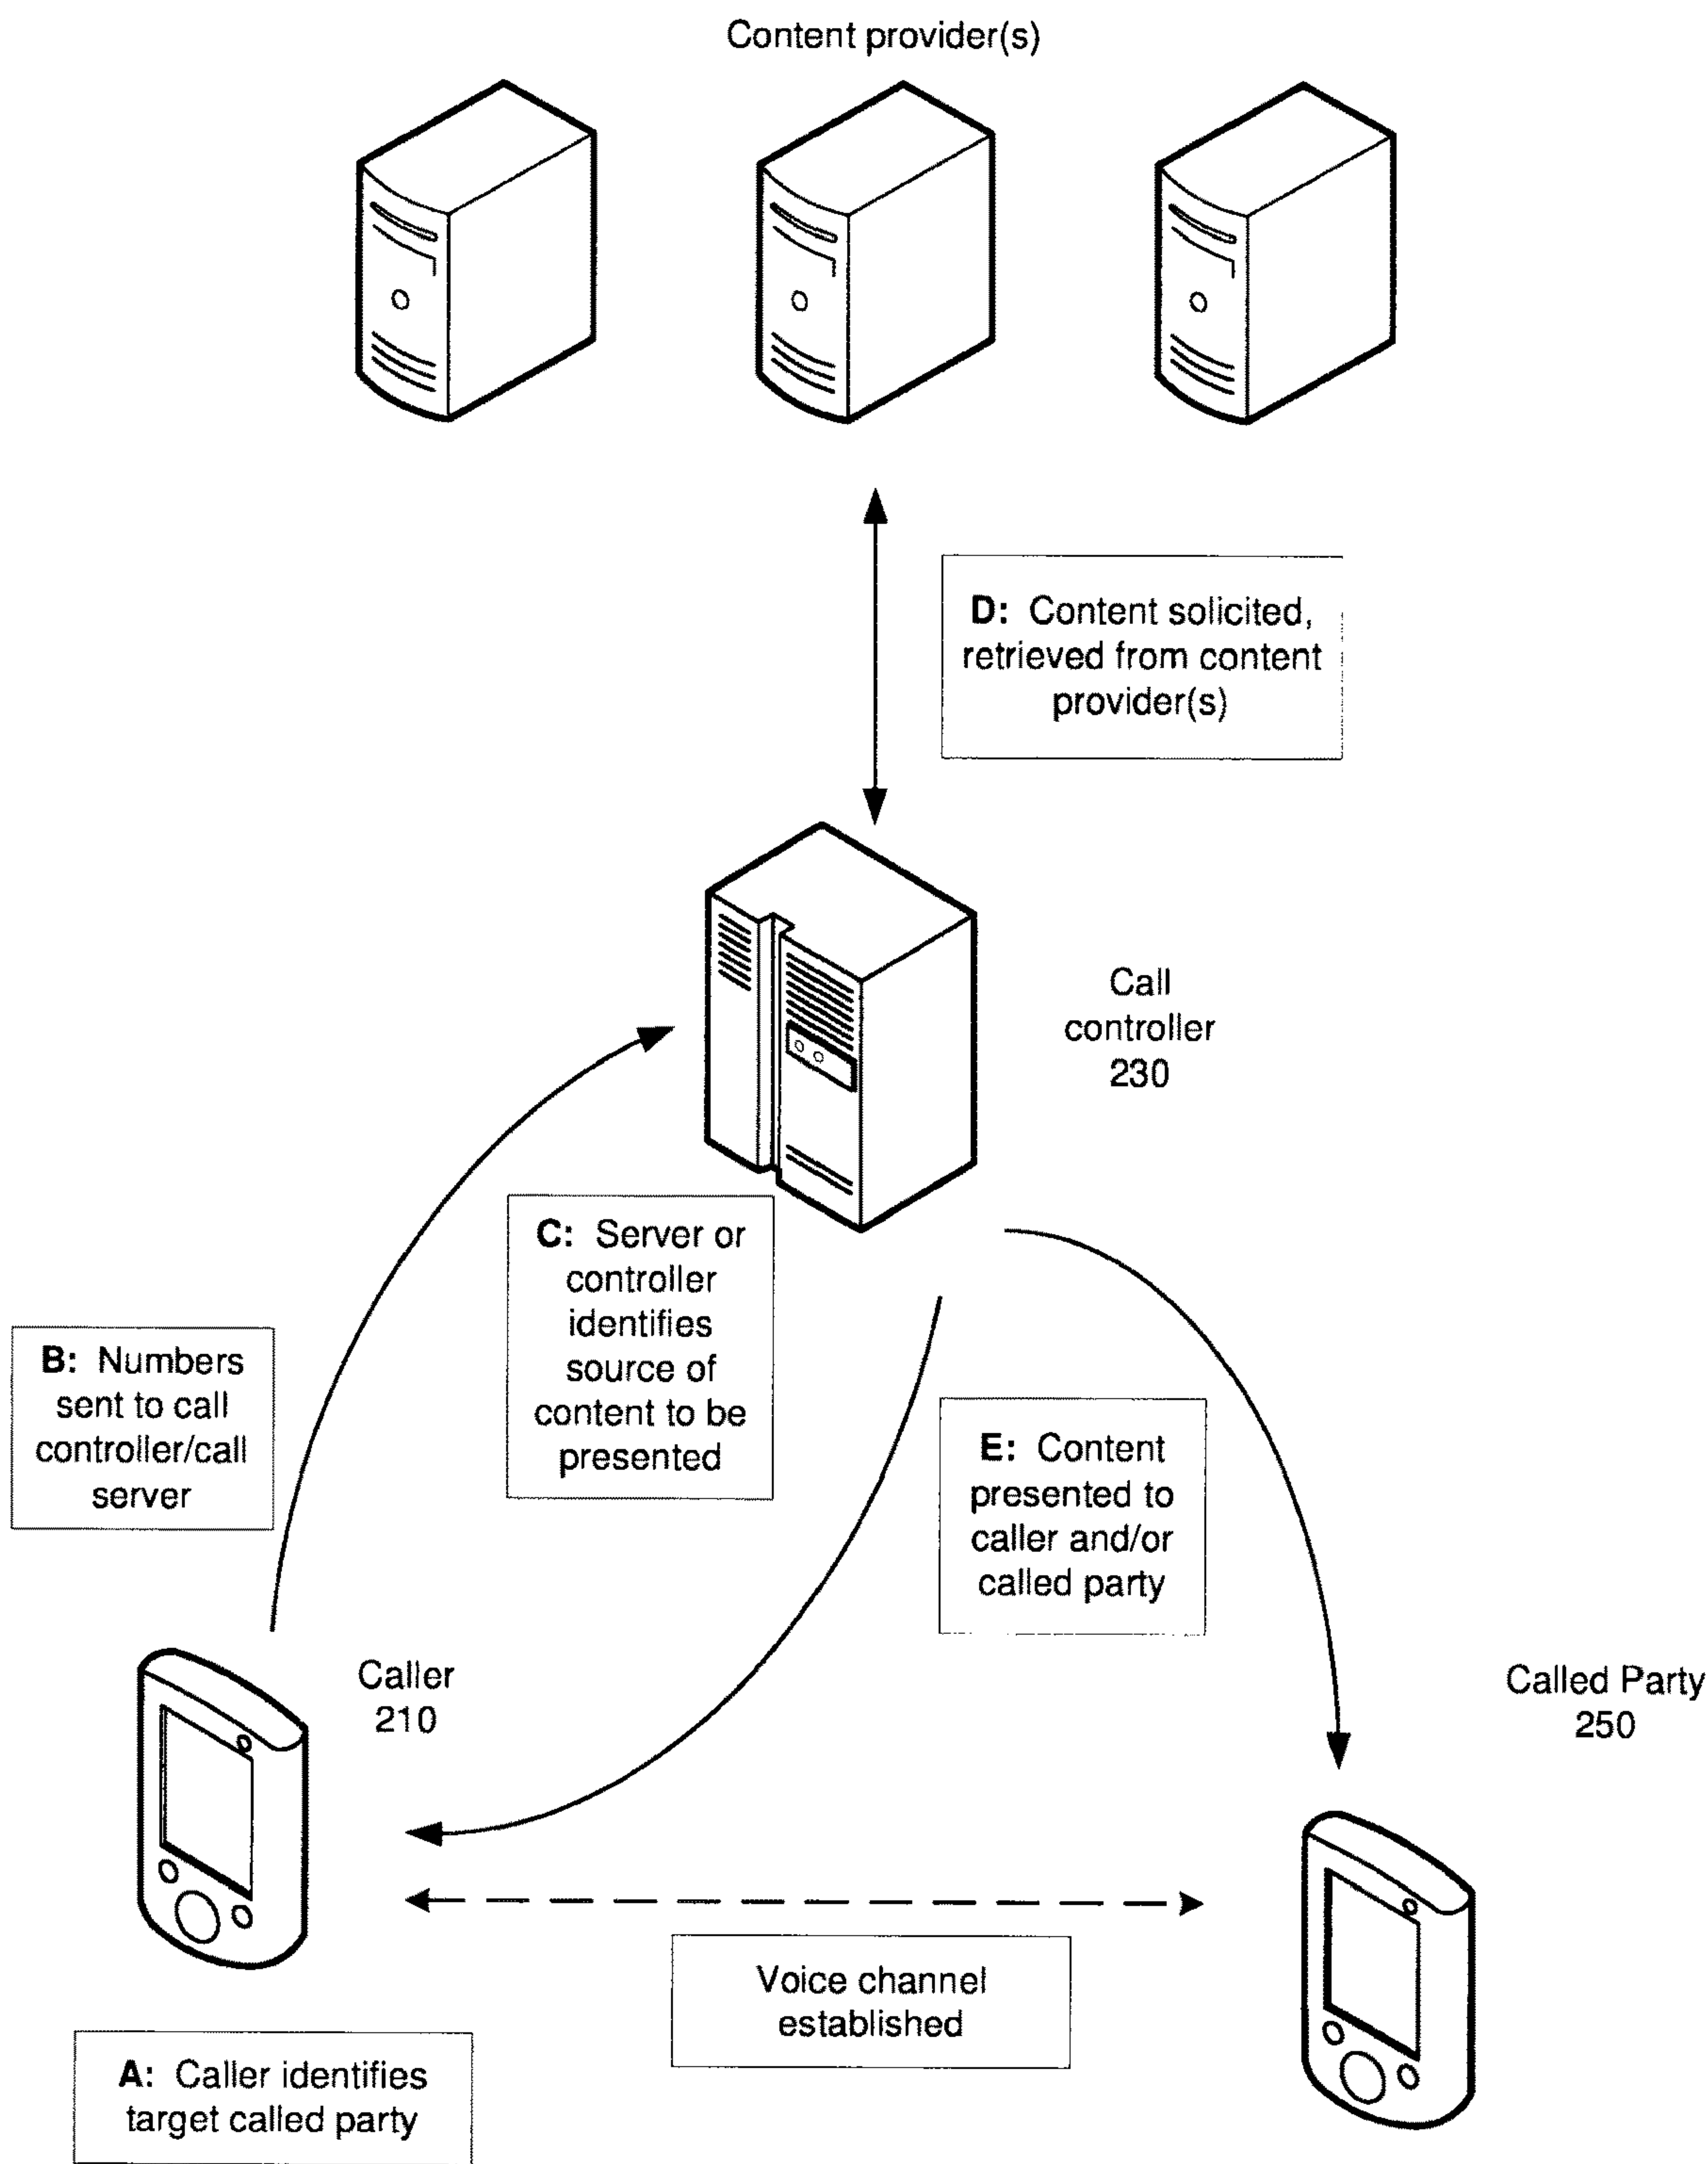 Content provider(s)
D: Content solicited,
retrieved from content
provider(s)
Call
controller
230
C: Server or
controller
identifies
source of
content to be
presented
B: Numbers
sent to call
controller/call
server
E: Content
presented to
caller and/or
called party
Caller
210
Called Party
250
Voice channel
established
A: Caller identifies
target called party